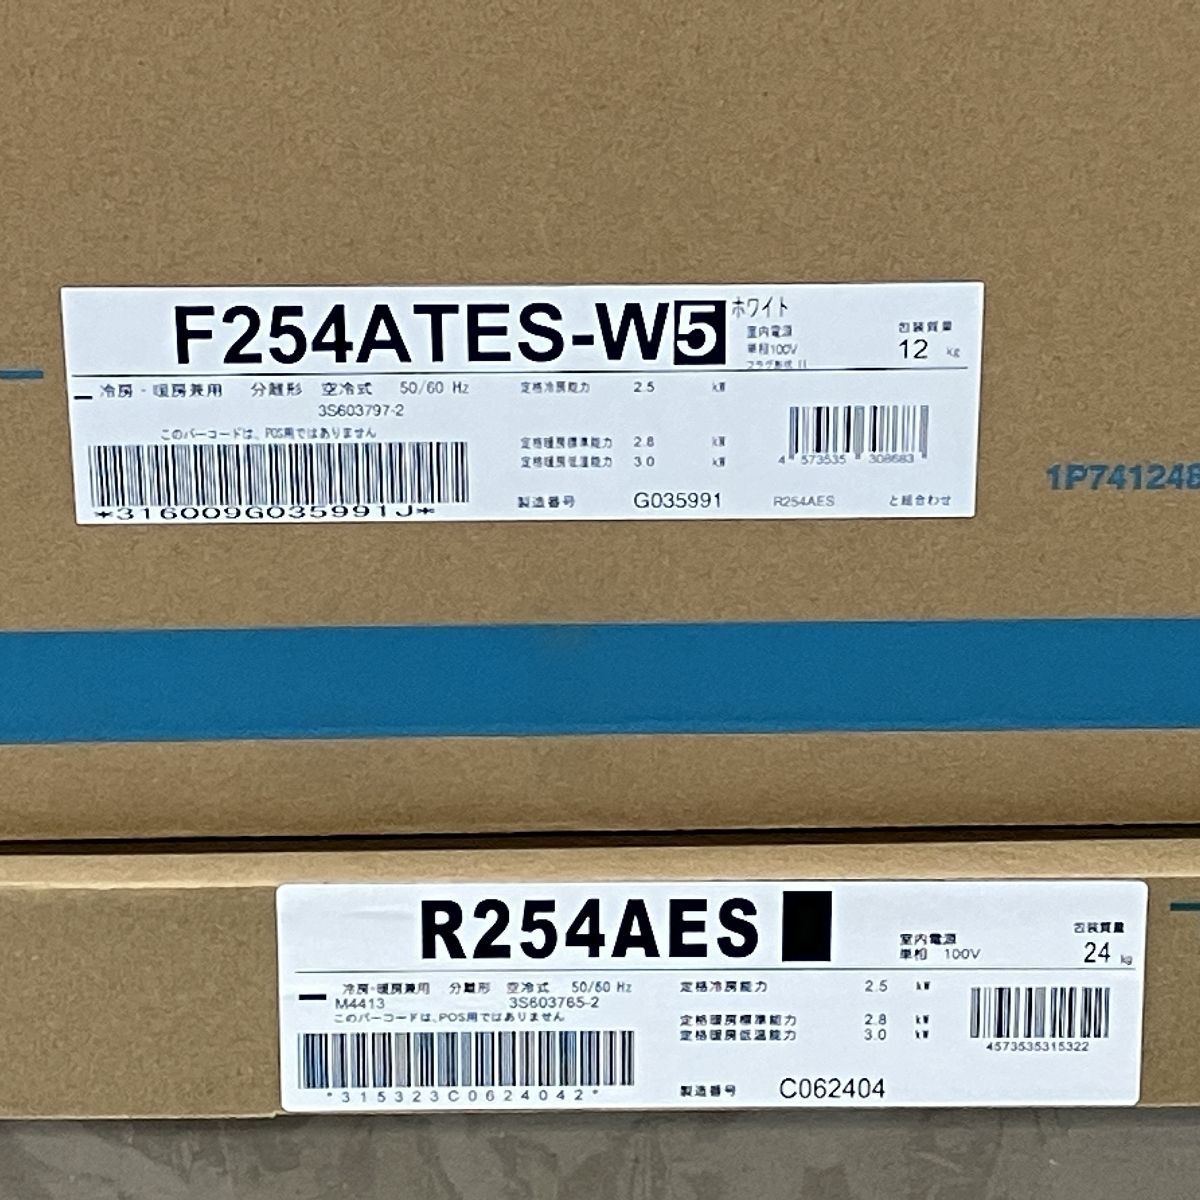 F254ATES-W5 ホワイト
室内電源
単相100V
プラグ形状 II
包装質量
12 kg
冷房・暖房兼用 分離形 空冷式 50/60 Hz
3S603797-2
このバーコードは、POS用ではありません
*316009G035991J*
定格冷房能力 2.5 kW
定格暖房標準能力 2.8 kW
定格暖房低温能力 3.0 kW
製造番号 G035991
4 573535 308683
R254AES と組合わせ
1P741248
R254AES
室内電源
単相 100V
包装質量
24 kg
冷房・暖房兼用 分離形 空冷式 50/60 Hz
M4413 3S603765-2
このバーコードは、POS用ではありません
*315323C0624042*
定格冷房能力 2.5 kW
定格暖房標準能力 2.8 kW
定格暖房低温能力 3.0 kW
製造番号 C062404
4573535315322